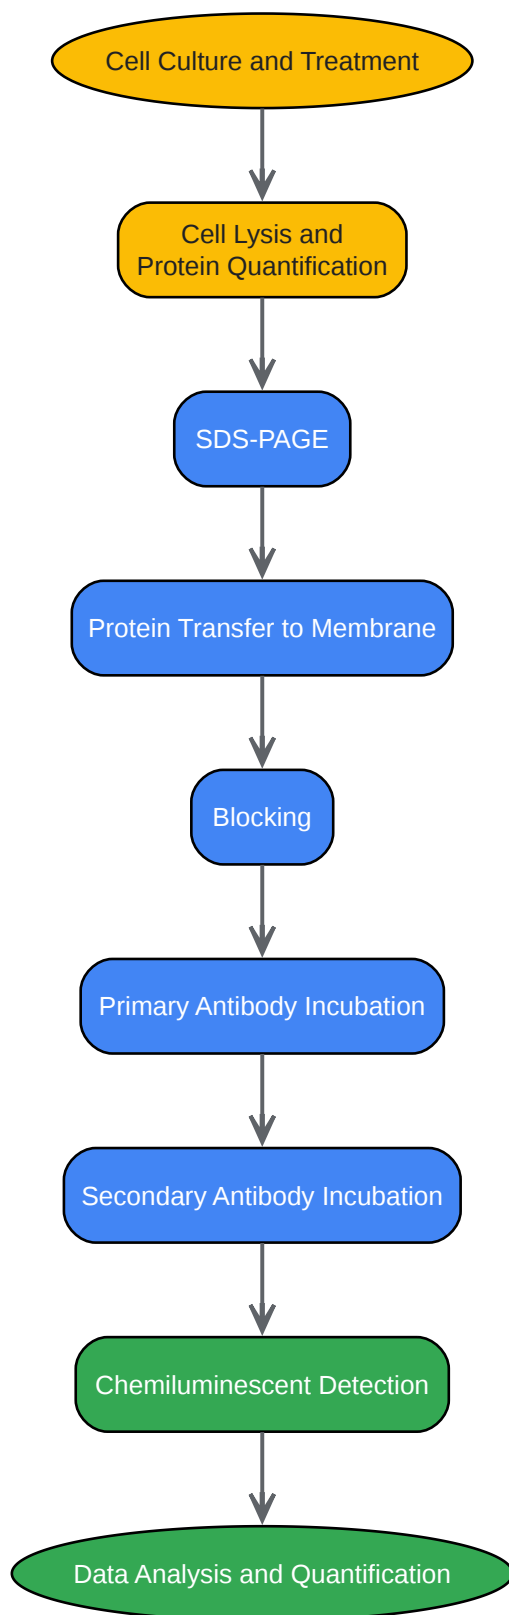 Cell Culture and Treatment
Cell Lysis and
Protein Quantification
SDS-PAGE
Protein Transfer to Membrane
Blocking
Primary Antibody Incubation
Secondary Antibody Incubation
Chemiluminescent Detection
Data Analysis and Quantification